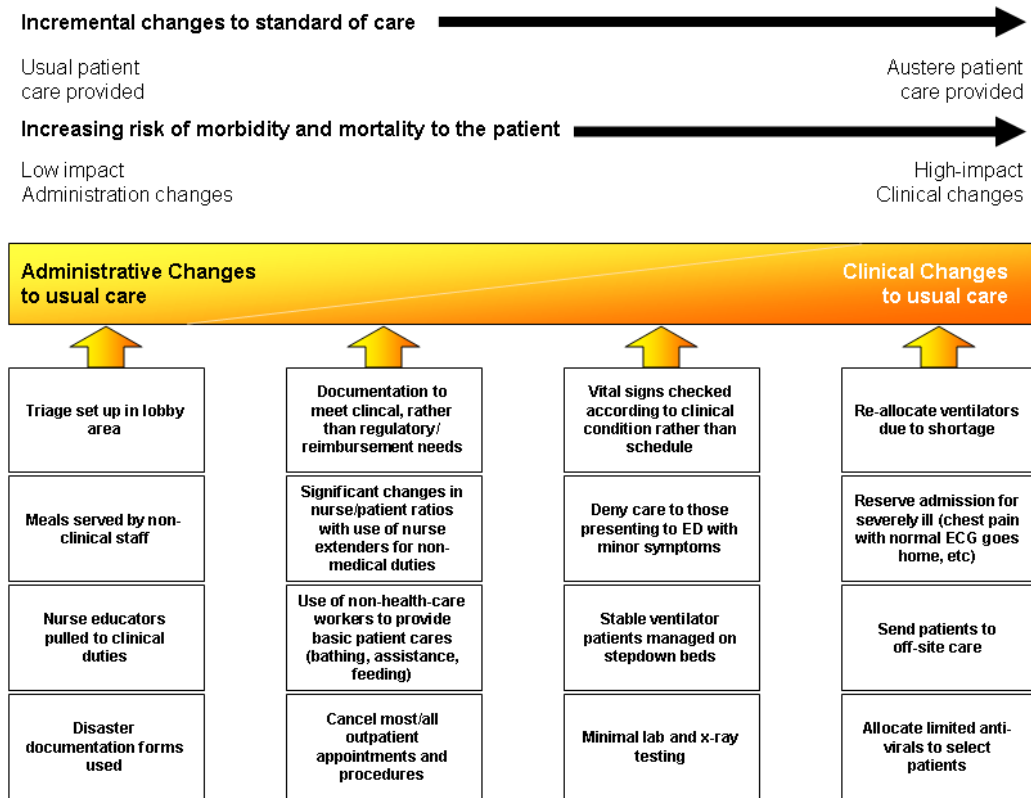 Incremental changes to standard of care
Usual patient
care provided
Austere patient
care provided
Increasing risk of morbidity and mortality to the patient
Low impact
Administration changes
High-impact
Clinical changes
Administrative Changes
to usual care
Clinical Changes
to usual care
Triage set up in lobby
area
Meals served by non-
clinical staff
Nurse educators
pulled to clinical
duties
Disaster
documentation forms
used
Documentation to
meet clincal, rather
than regulatory/
reimbursement needs
Significant changes in
nurse/patient ratios
with use of nurse
extenders for non-
medical duties
Use of non-health-care
workers to provide
basic patient cares
(bathing, assistance,
feeding)
Cancel most/all
outpatient
appointments and
procedures
Vital signs checked
according to clinical
condition rather than
schedule
Deny care to those
presenting to ED with
minor symptoms
Stable ventilator
patients managed on
stepdown beds
Minimal lab and x-ray
testing
Re-allocate ventilators
due to shortage
Reserve admission for
severely ill (chest pain
with normal ECG goes
home, etc)
Send patients to
off-site care
Allocate limited anti-
virals to select
patients